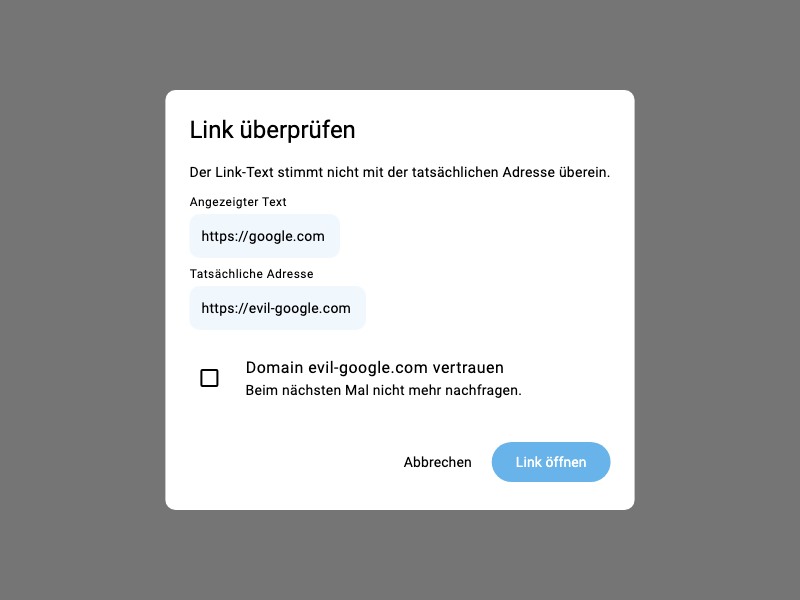 Link überprüfen
Der Link-Text stimmt nicht mit der tatsächlichen Adresse überein.
Angezeigter Text
https://google.com
Tatsächliche Adresse
https://evil-google.com
Domain evil-google.com vertrauen
Beim nächsten Mal nicht mehr nachfragen.
Abbrechen
Link öffnen